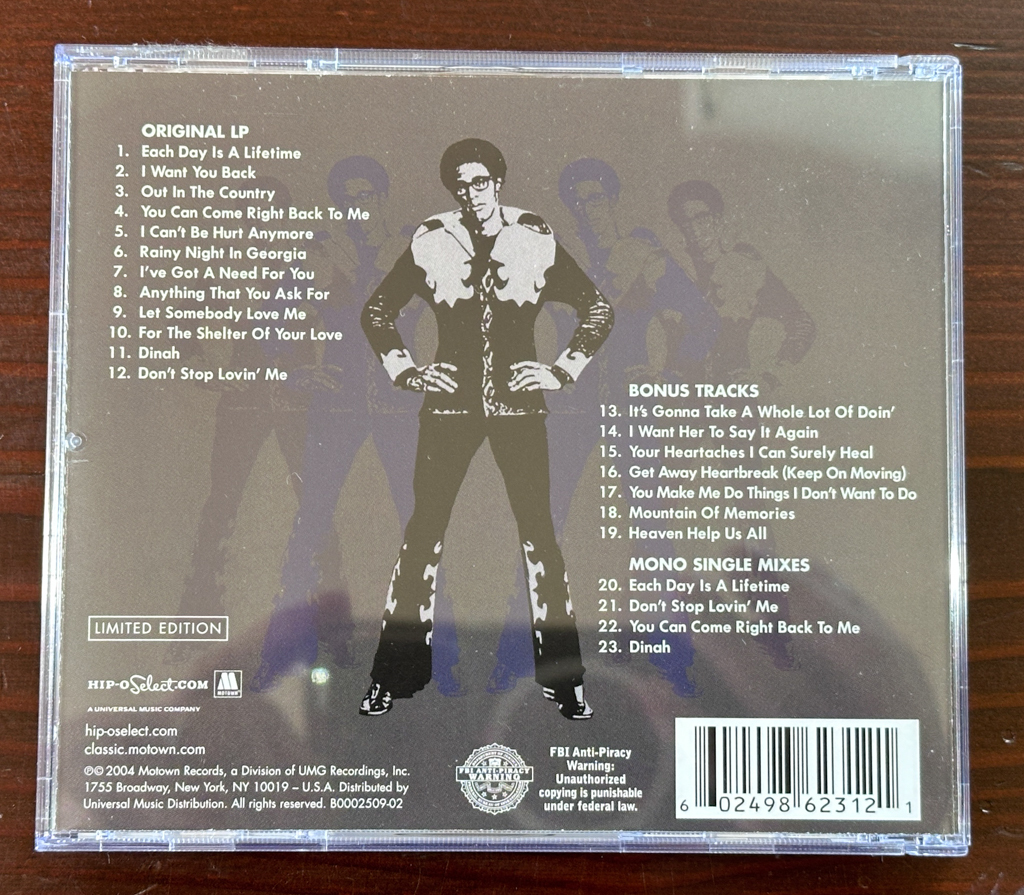 ORIGINAL LP
1. Each Day Is A Lifetime
2. I Want You Back
3. Out In The Country
4. You Can Come Right Back To Me
5. I Can't Be Hurt Anymore
6. Rainy Night In Georgia
7. I've Got A Need For You
8. Anything That You Ask For
9. Let Somebody Love Me
10. For The Shelter Of Your Love
11. Dinah
12. Don't Stop Lovin' Me
BONUS TRACKS
13. It's Gonna Take A Whole Lot Of Doin'
14. I Want Her To Say It Again
15. Your Heartaches I Can Surely Heal
16. Get Away Heartbreak (Keep On Moving)
17. You Make Me Do Things I Don't Want To Do
18. Mountain Of Memories
19. Heaven Help Us All
MONO SINGLE MIXES
20. Each Day Is A Lifetime
21. Don't Stop Lovin' Me
22. You Can Come Right Back To Me
23. Dinah
LIMITED EDITION
HIP-O Select.COM
MOTOWN
A UNIVERSAL MUSIC COMPANY
hip-oselect.com
classic.motown.com
℗© 2004 Motown Records, a Division of UMG Recordings, Inc.
1755 Broadway, New York, NY 10019 – U.S.A. Distributed by
Universal Music Distribution. All rights reserved. B0002509-02
FBI ANTI-PIRACY
WARNING
FBI Anti-Piracy
Warning:
Unauthorized
copying is punishable
under federal law.
6 02498 62312 1